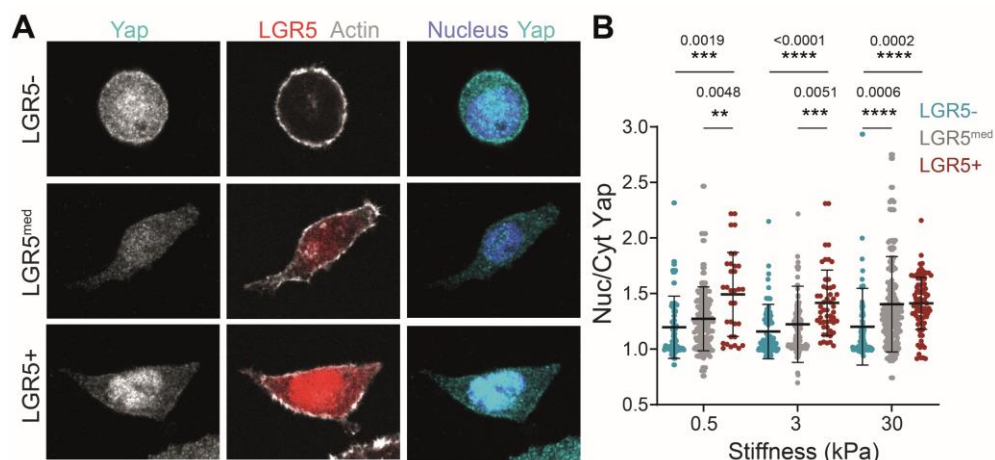 A
Yap
LGR5 Actin
Nucleus Yap
LGR5-
LGR5med
LGR5+
B
0.0019
***
<0.0001
****
0.0002
****
0.0048
**
0.0051
***
0.0006
****
LGR5-
LGR5med
LGR5+
Nuc/Cyt Yap
3.0
2.5
2.0
1.5
1.0
0.5
0.5 3 30
Stiffness (kPa)